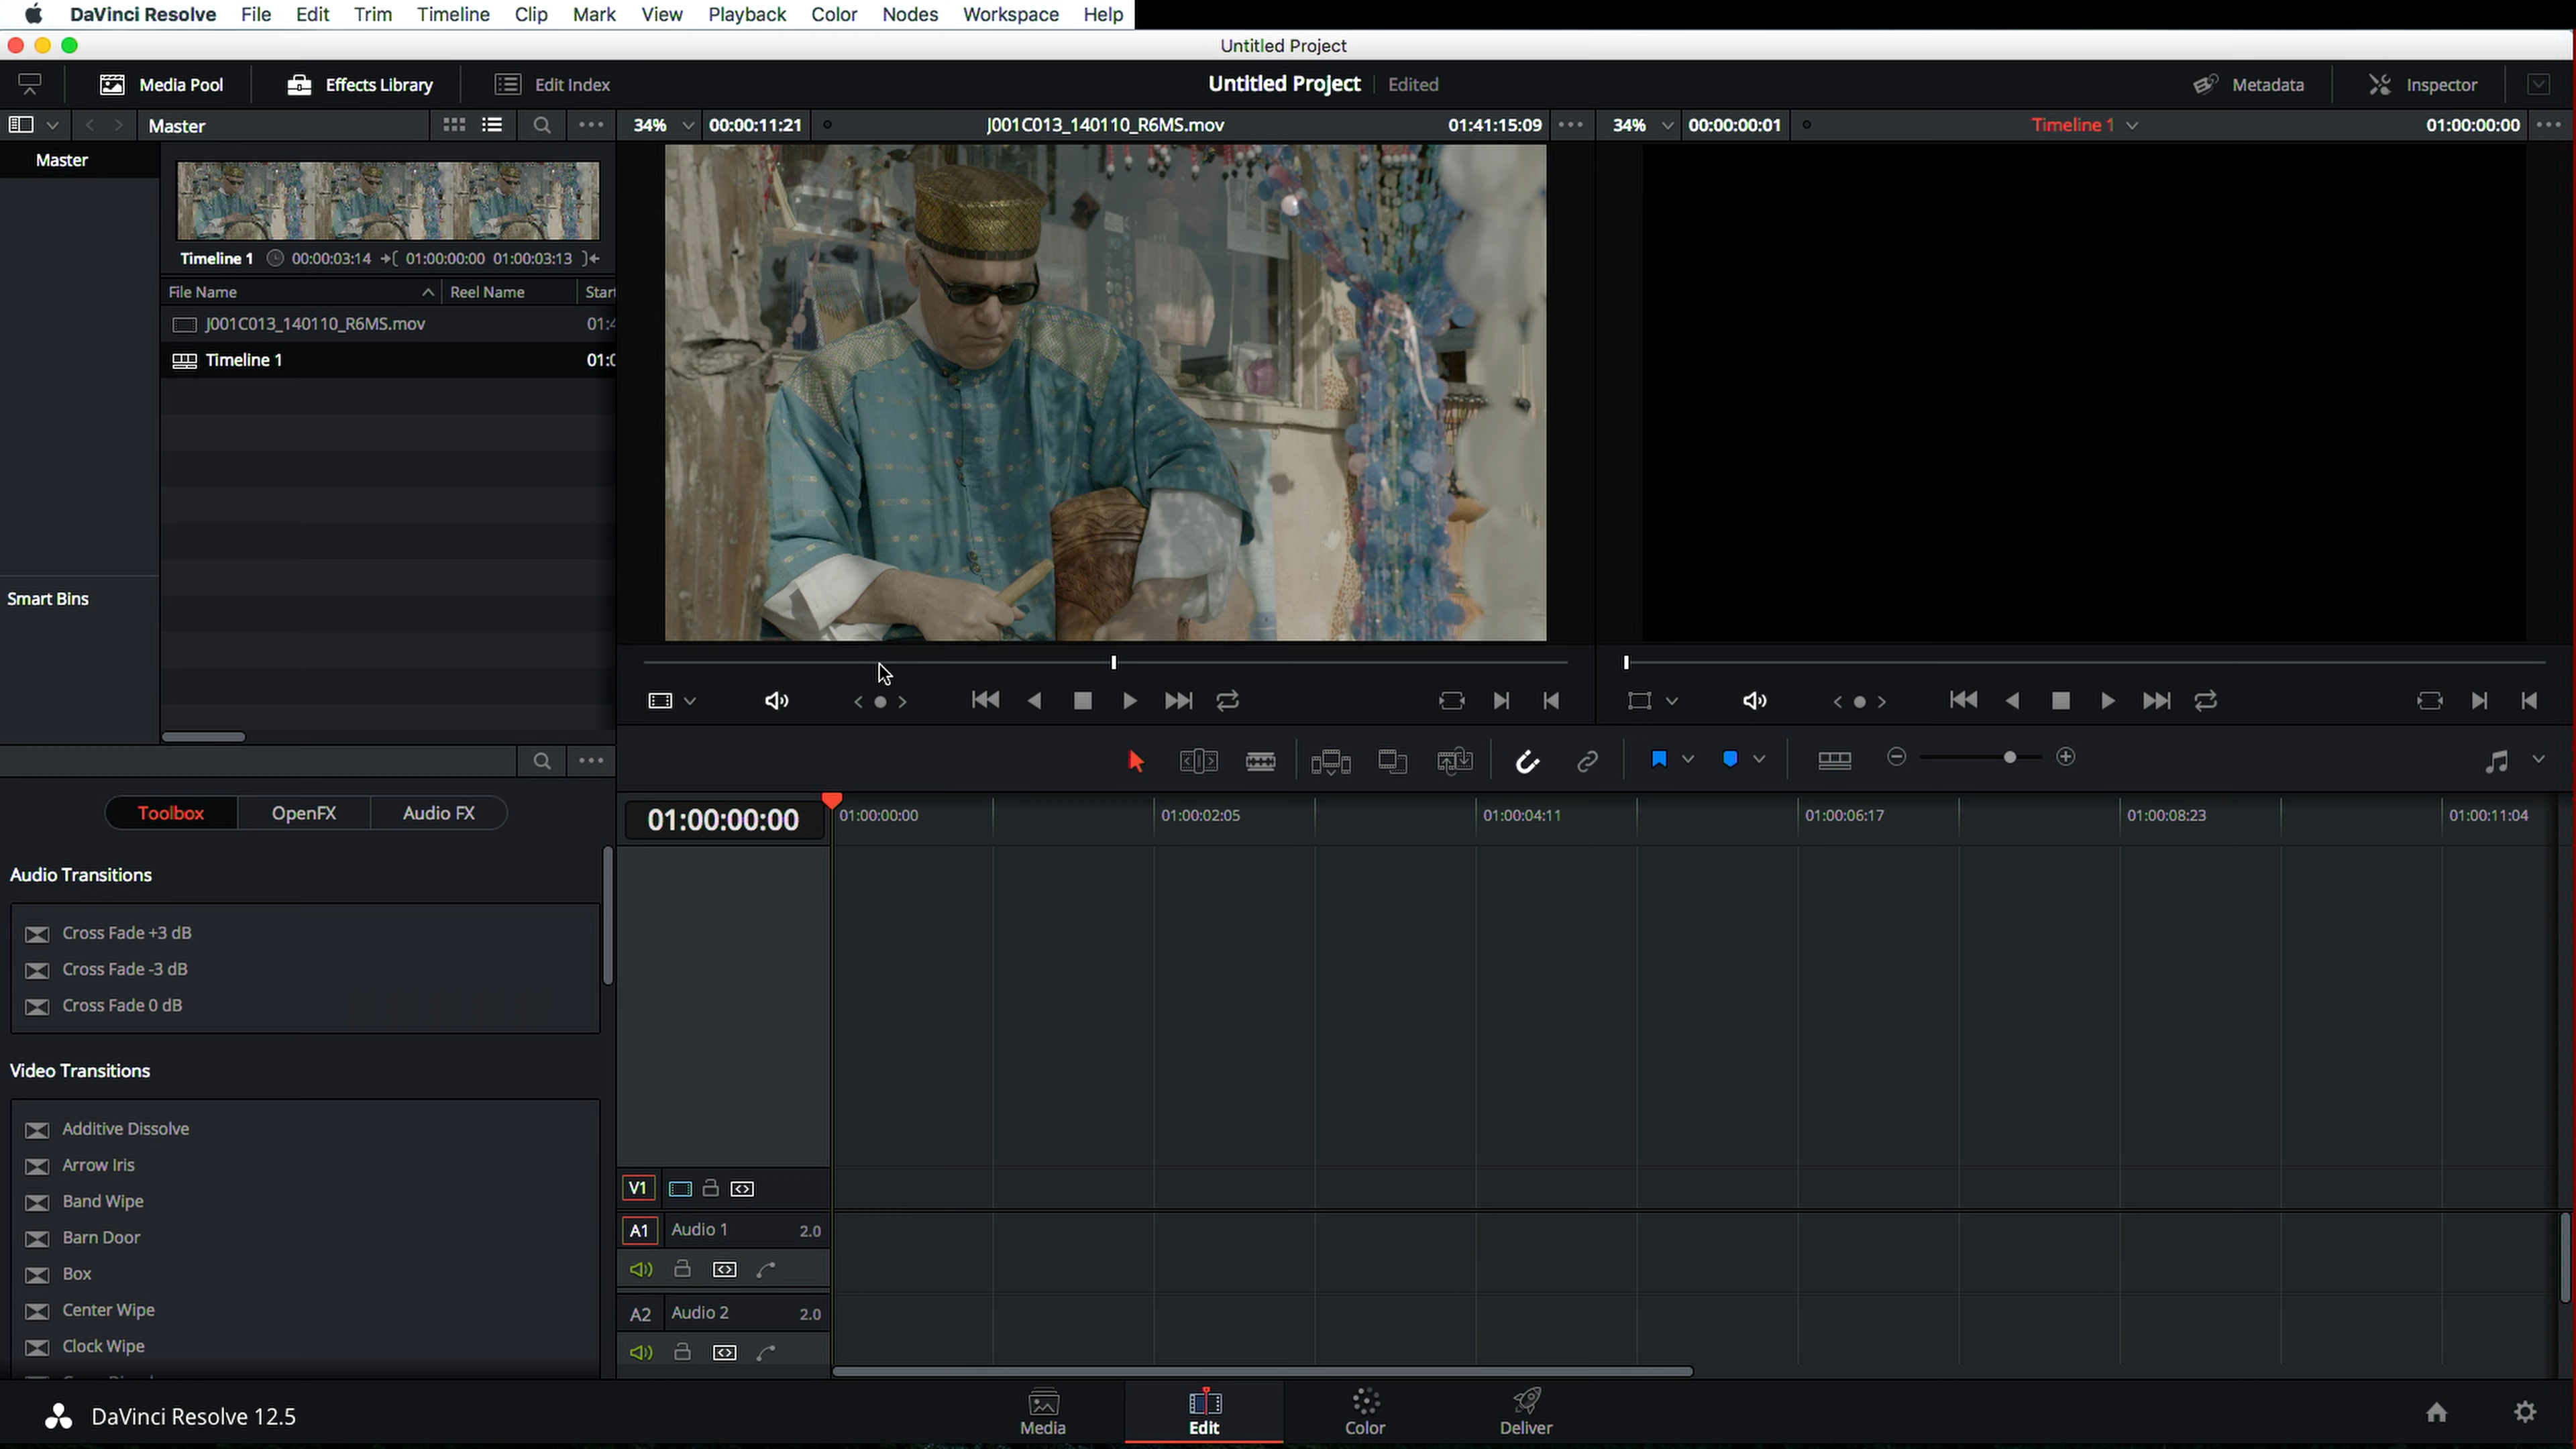 DaVinci Resolve File Edit Trim Timeline Clip Mark View Playback Color Nodes Workspace Help
Untitled Project
Media Pool Effects Library Edit Index Untitled Project Edited Metadata Inspector
Master 34% 00:00:11:21 J001C013_140110_R6MS.mov 01:41:15:09 34% 00:00:00:01 Timeline 1 01:00:00:00
Master
Timeline 1 00:00:03:14 01:00:00:00 01:00:03:13
File Name Reel Name Start
J001C013_140110_R6MS.mov 01:4
Timeline 1 01:0
Smart Bins
Toolbox OpenFX Audio FX
01:00:00:00 01:00:00:00 01:00:02:05 01:00:04:11 01:00:06:17 01:00:08:23 01:00:11:04
Audio Transitions
Cross Fade +3 dB
Cross Fade -3 dB
Cross Fade 0 dB
Video Transitions
Additive Dissolve
Arrow Iris
Band Wipe
Barn Door
Box
Center Wipe
Clock Wipe
V1
A1 Audio 1 2.0
A2 Audio 2 2.0
DaVinci Resolve 12.5 Media Edit Color Deliver